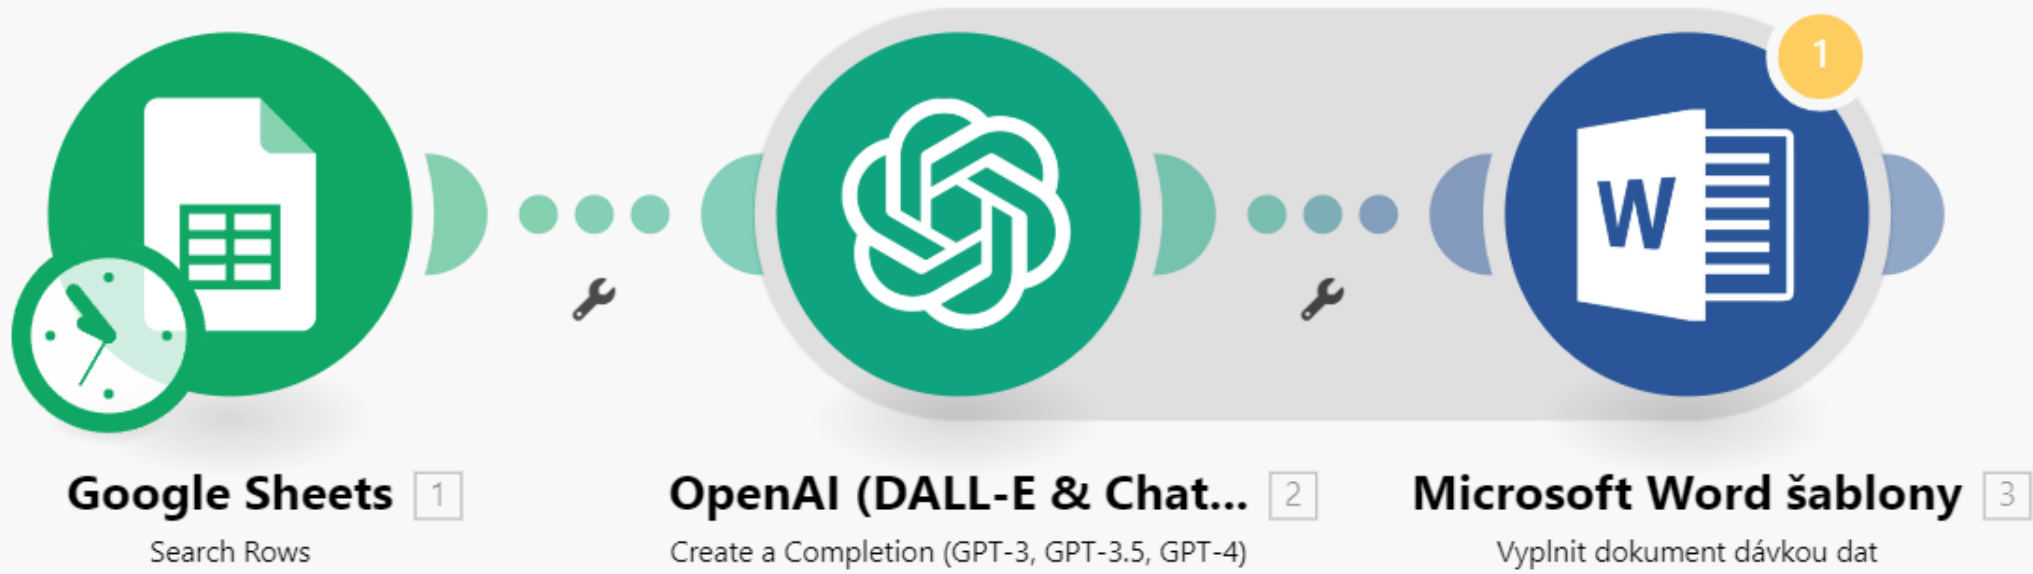 1
W
Google Sheets 1
Search Rows
OpenAI (DALL-E & Chat... 2
Create a Completion (GPT-3, GPT-3.5, GPT-4)
Microsoft Word šablony 3
Vyplnit dokument dávkou dat